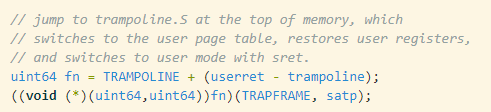 // jump to trampoline.S at the top of memory, which
// switches to the user page table, restores user registers,
// and switches to user mode with sret.
uint64 fn = TRAMPOLINE + (userret - trampoline);
((void (*)(uint64,uint64))fn)(TRAPFRAME, satp);